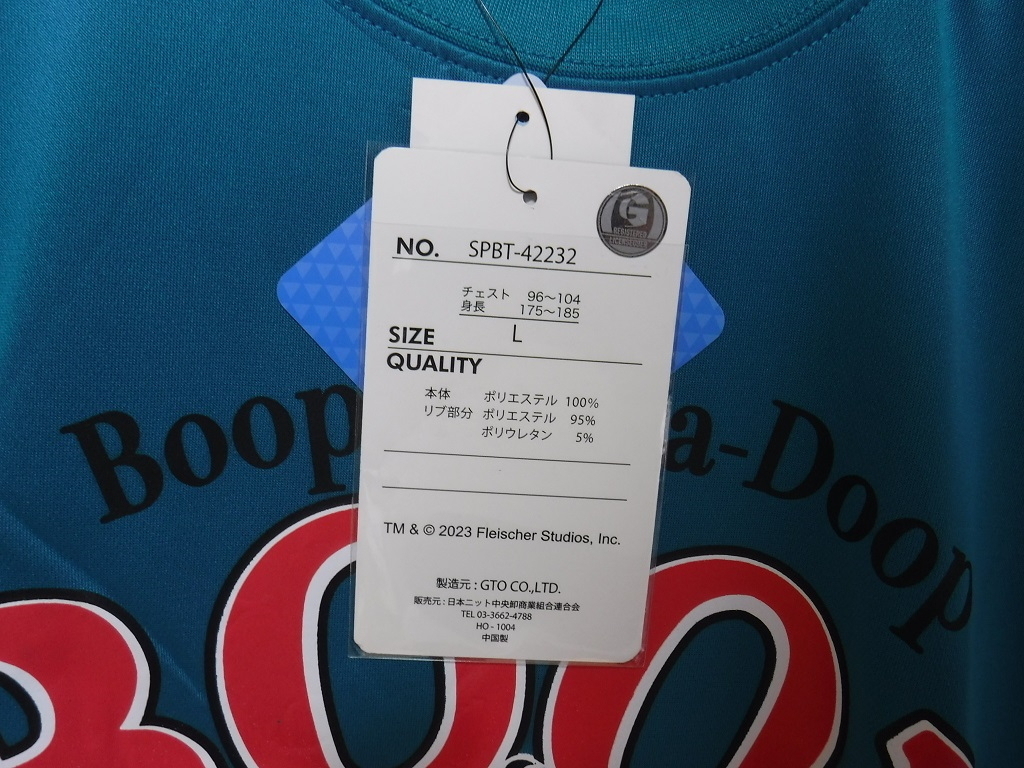 G
REGISTERED
NO. SPBT-42232
チェスト 96～104
身長 175～185
SIZE L
QUALITY
本体 ポリエステル 100%
リブ部分 ポリエステル 95%
ポリウレタン 5%
TM & © 2023 Fleischer Studios, Inc.
製造元 : GTO CO.,LTD.
販売元 : 日本ニット中央卸商業組合連合会
TEL 03-3662-4788
HO - 1004
中国製
Boop
a-Doop
BOO